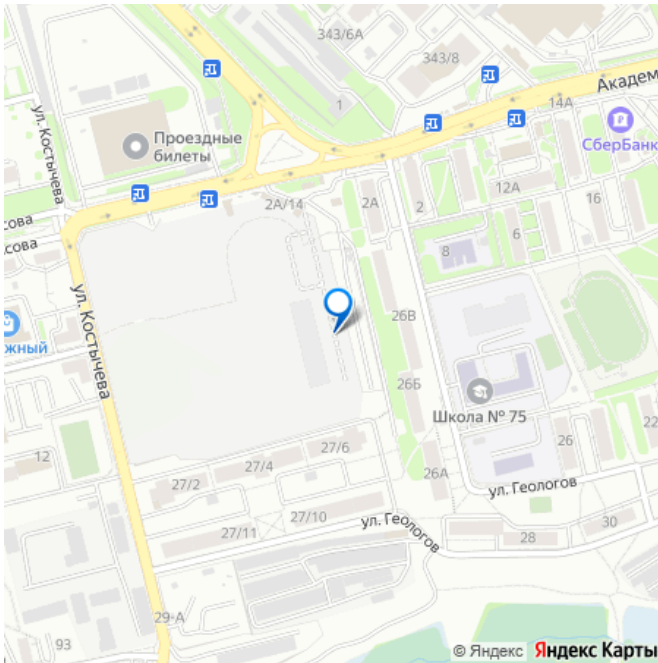 343/6А
343/8
1
Академ
14А
СберБанк
ул. Костычева
Проездные
билеты
12А
16
2А/14
2А
2
6
8
сова
сова
ул. Костычева
жный
26В
26Б
Школа № 75
12
27/6
27/4
27/2
26А
26
22
ул. Геологов
27/11
27/10
ул. Геологов
28
30
29-А
93
© Яндекс Яндекс Карты